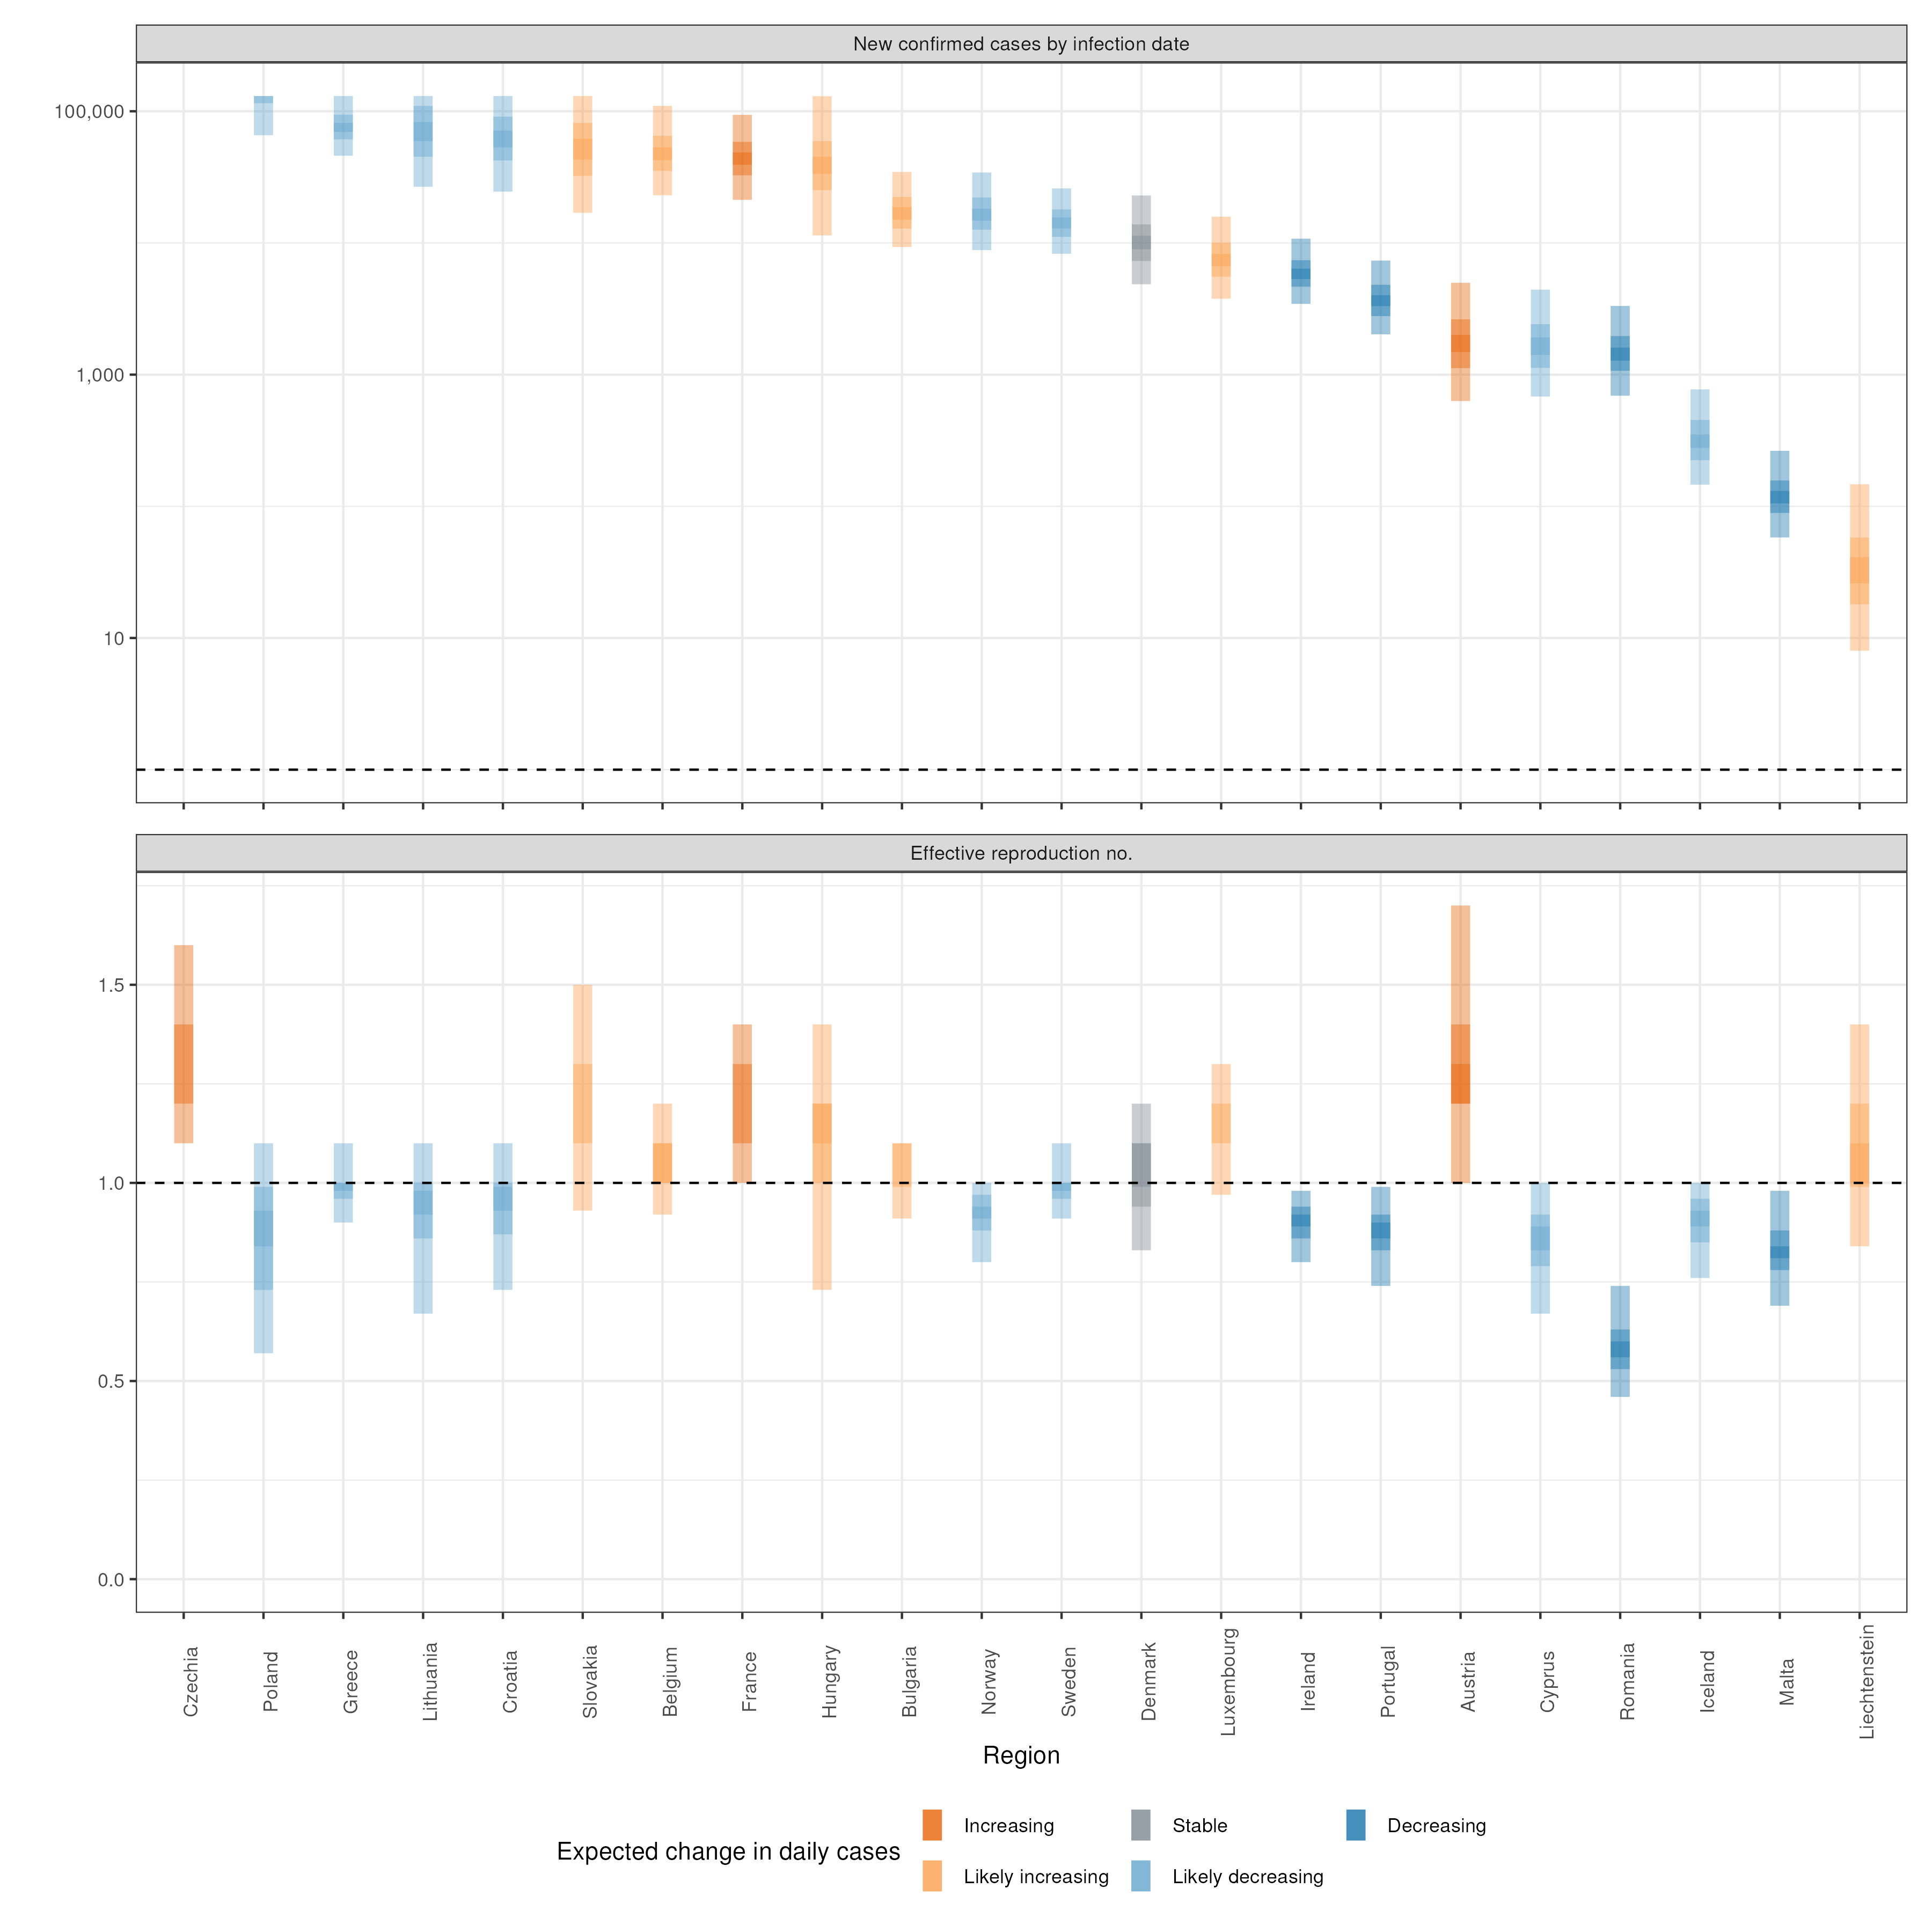 New confirmed cases by infection date
100,000
1,000
10
Effective reproduction no.
1.5
1.0
0.5
0.0
Czechia
Poland
Greece
Lithuania
Croatia
Slovakia
Belgium
France
Hungary
Bulgaria
Norway
Sweden
Denmark
Luxembourg
Ireland
Portugal
Austria
Cyprus
Romania
Iceland
Malta
Liechtenstein
Region
Expected change in daily cases
Increasing
Stable
Decreasing
Likely increasing
Likely decreasing